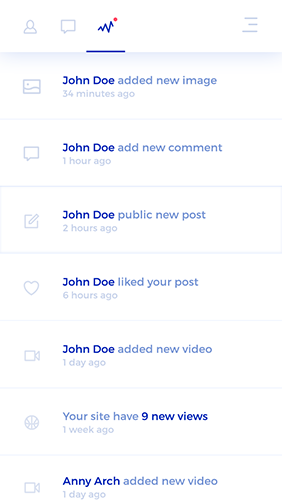 John Doe added new image
34 minutes ago
John Doe add new comment
1 hour ago
John Doe public new post
2 hours ago
John Doe liked your post
6 hours ago
John Doe added new video
1 day ago
Your site have 9 new views
1 week ago
Anny Arch added new video
1 day ago